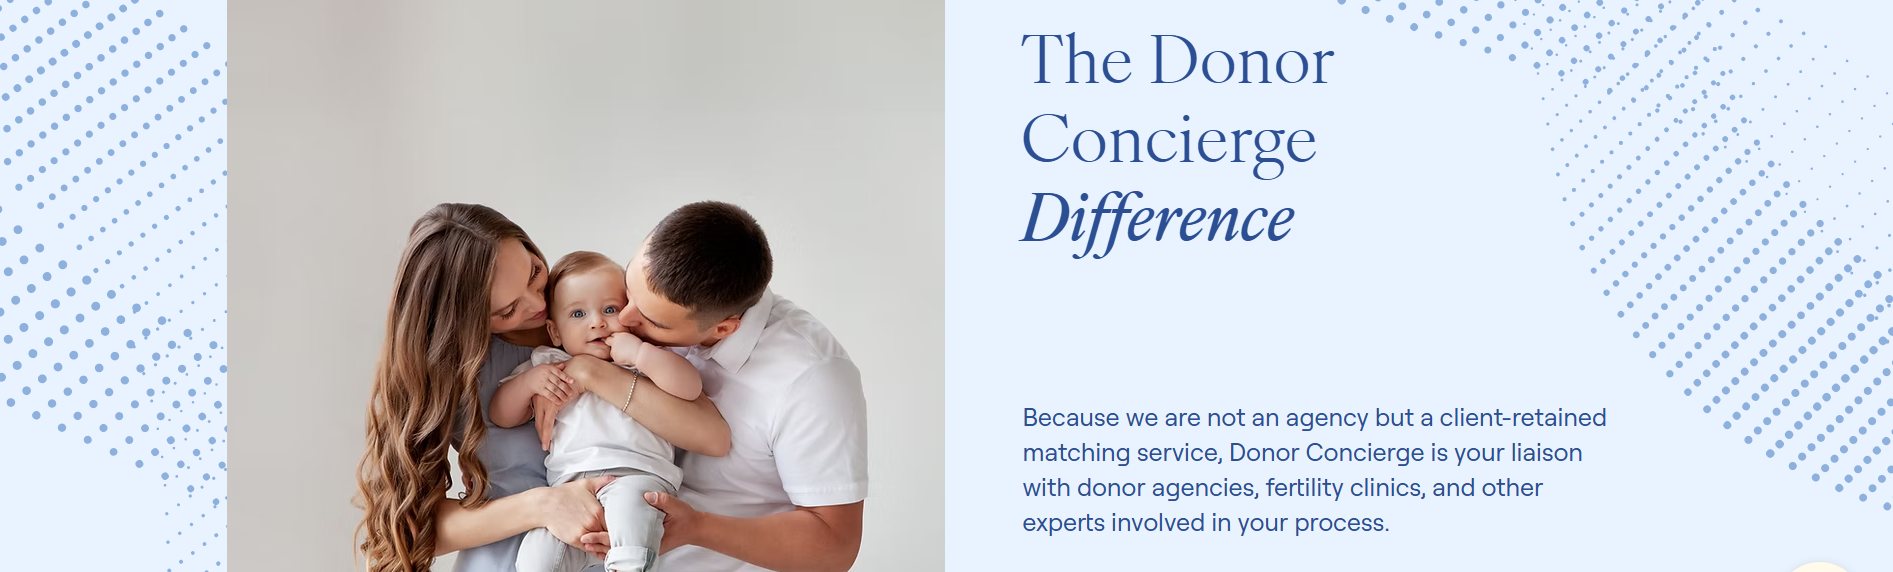 The Donor
Concierge
Difference
Because we are not an agency but a client-retained
matching service, Donor Concierge is your liaison
with donor agencies, fertility clinics, and other
experts involved in your process.